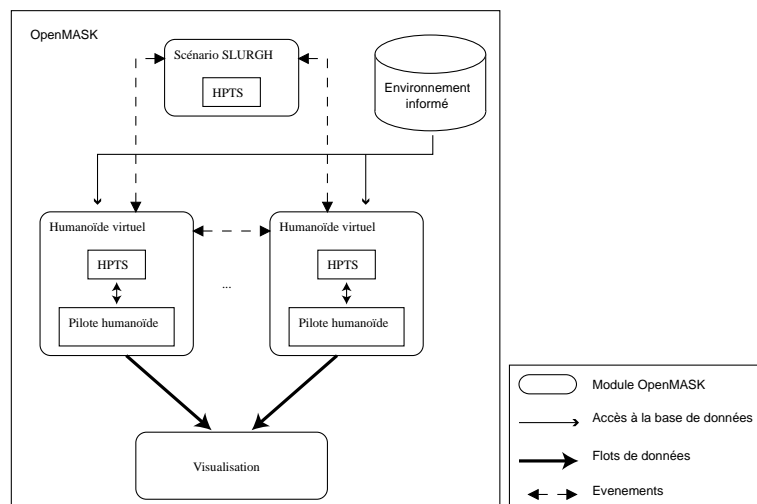 OpenMASK
Scénario SLURGH
HPTS
Environnement
informé
Humanoïde virtuel
HPTS
Pilote humanoïde
...
Humanoïde virtuel
HPTS
Pilote humanoïde
Visualisation
Module OpenMASK
Accès à la base de données
Flots de données
Evenements